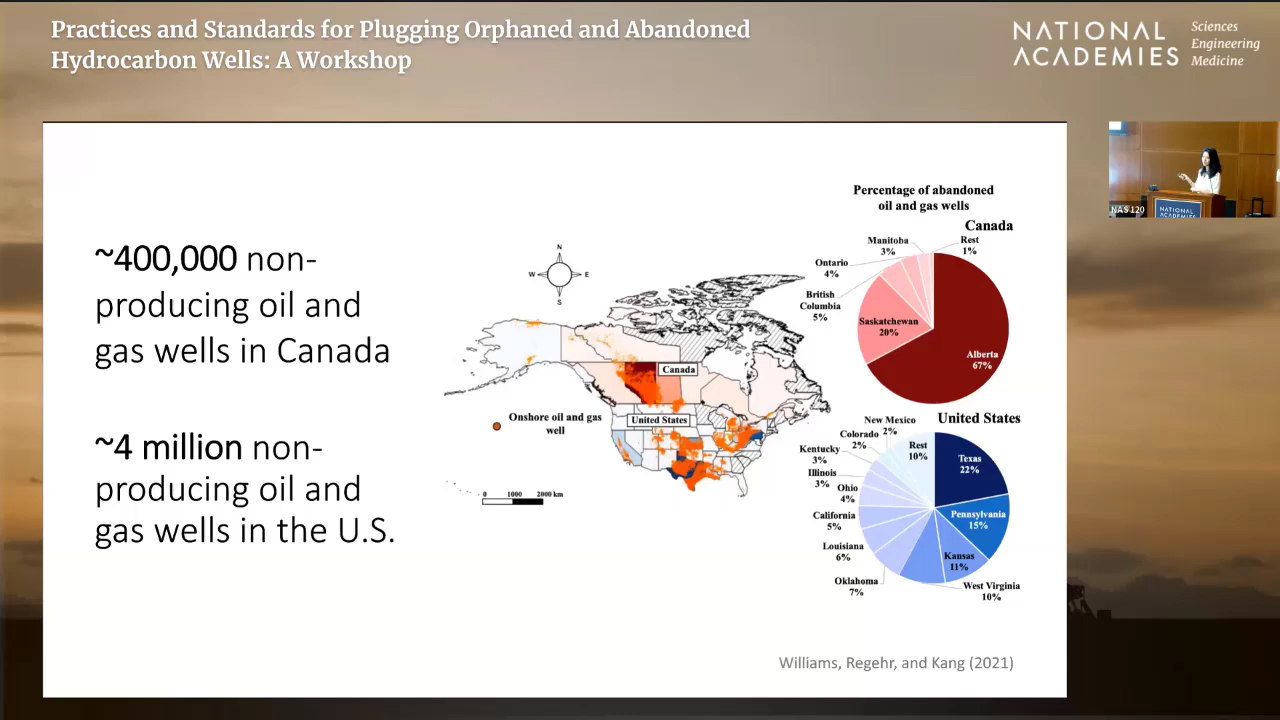 Practices and Standards for Plugging Orphaned and Abandoned
Hydrocarbon Wells: A Workshop
NATIONAL
ACADEMIES
Sciences
Engineering
Medicine
~400,000 non-
producing oil and
gas wells in Canada
~4 million non-
producing oil and
gas wells in the U.S.
N
W
E
S
Canada
United States
Onshore oil and gas
well
0 1000 2000 km
Percentage of abandoned
oil and gas wells
Canada
Rest
1%
Manitoba
3%
Ontario
4%
British
Columbia
5%
Saskatchewan
20%
Alberta
67%
United States
New Mexico
2%
Colorado
2%
Rest
10%
Kentucky
3%
Illinois
3%
Ohio
4%
California
5%
Louisiana
6%
Oklahoma
7%
West Virginia
10%
Kansas
11%
Pennsylvania
15%
Texas
22%
Williams, Regehr, and Kang (2021)
NAS 120
NATIONAL
ACADEMIES